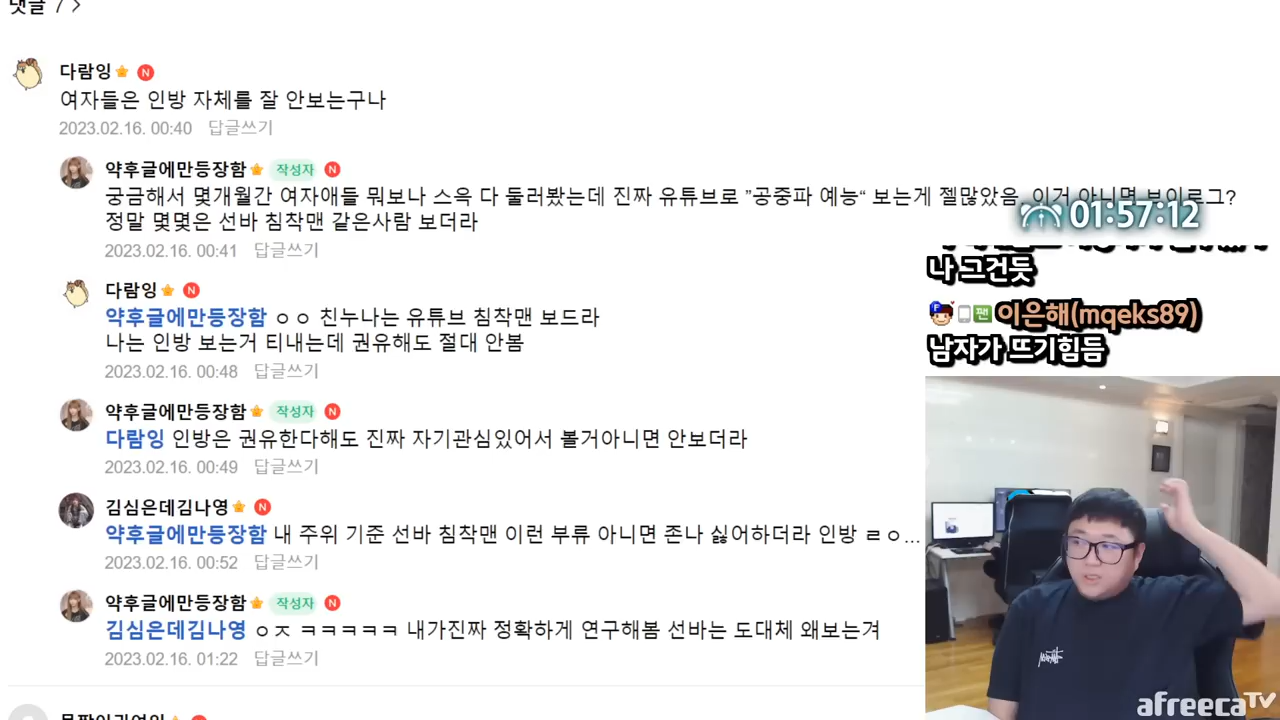 댓글 7 >
다람잉 N
여자들은 인방 자체를 잘 안보는구나
2023.02.16. 00:40 답글쓰기
약후글에만등장함 작성자 N
궁금해서 몇개월간 여자애들 뭐보나 스윽 다 둘러봤는데 진짜 유튜브로 "공중파 예능“ 보는게 젤많았음 이거 아니면 브이로그?
정말 몇몇은 선바 침착맨 같은사람 보더라
2023.02.16. 00:41 답글쓰기
다람잉 N
약후글에만등장함 ㅇㅇ 친누나는 유튜브 침착맨 보드라
나는 인방 보는거 티내는데 권유해도 절대 안봄
2023.02.16. 00:48 답글쓰기
약후글에만등장함 작성자 N
다람잉 인방은 권유한다해도 진짜 자기관심있어서 볼거아니면 안보더라
2023.02.16. 00:49 답글쓰기
김심은데김나영 N
약후글에만등장함 내 주위 기준 선바 침착맨 이런 부류 아니면 존나 싫어하더라 인방 ㄹㅇ...
2023.02.16. 00:52 답글쓰기
약후글에만등장함 작성자 N
김심은데김나영 ㅇㅈ ㅋㅋㅋㅋㅋ 내가진짜 정확하게 연구해봄 선바는 도대체 왜보는겨
2023.02.16. 01:22 답글쓰기
01:57:12
나 그건듯
F 팬 이은해(mqeks89)
남자가 뜨기힘듬
afreecaTV